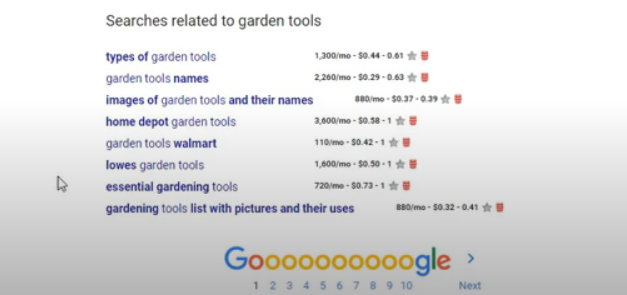 Searches related to garden tools
types of garden tools 1,300/mo - $0.44 - 0.61
garden tools names 2,260/mo - $0.29 - 0.63
images of garden tools and their names 880/mo - $0.37 - 0.39
home depot garden tools 3,600/mo - $0.58 - 1
garden tools walmart 110/mo - $0.42 - 1
lowes garden tools 1,600/mo - $0.50 - 1
essential gardening tools 720/mo - $0.73 - 1
gardening tools list with pictures and their uses 880/mo - $0.32 - 0.41
Goooooooooogle >
1 2 3 4 5 6 7 8 9 10 Next